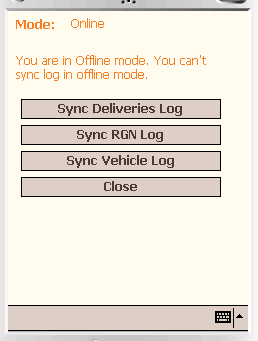 Mode: Online
You are in Offline mode. You can't
sync log in offline mode.
Sync Deliveries Log
Sync RGN Log
Sync Vehicle Log
Close